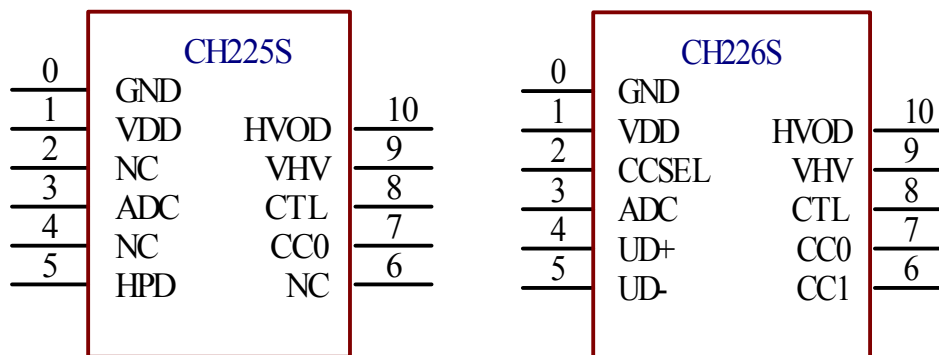 CH225S
0 GND
1 VDD HVOD 10
2 NC VHV 9
3 ADC CTL 8
4 NC CC0 7
5 HPD NC 6
CH226S
0 GND
1 VDD HVOD 10
2 CCSEL VHV 9
3 ADC CTL 8
4 UD+ CC0 7
5 UD- CC1 6